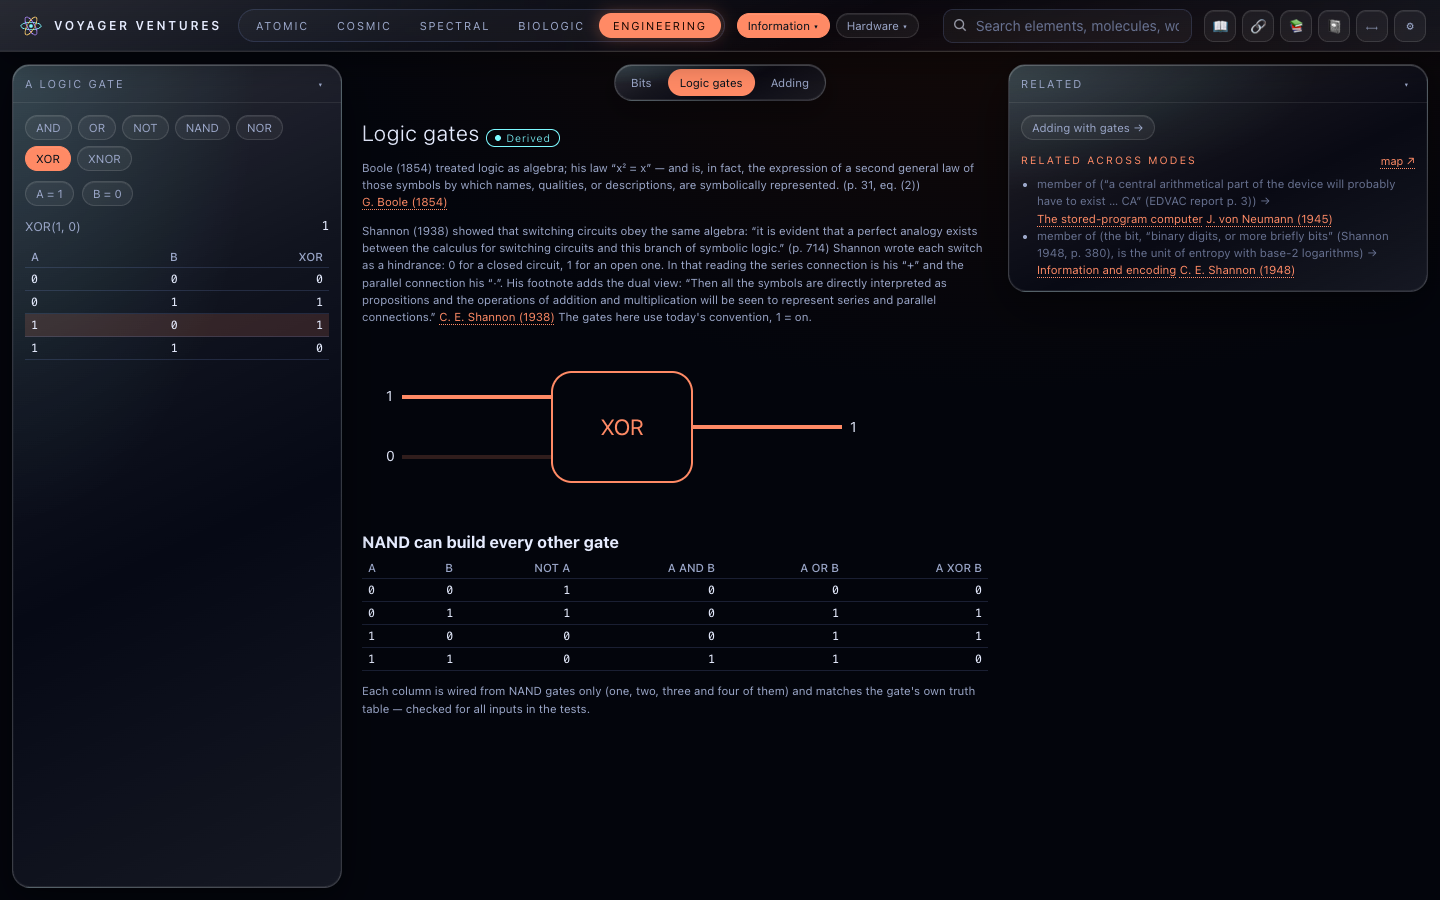 VOYAGER VENTURES
ATOMIC COSMIC SPECTRAL BIOLOGIC ENGINEERING
Information ▾ Hardware ▾
Search elements, molecules, wo
A LOGIC GATE
AND OR NOT NAND NOR
XOR XNOR
A = 1 B = 0
XOR(1, 0) 1
A B XOR
0 0 0
0 1 1
1 0 1
1 1 0
Bits Logic gates Adding
Logic gates Derived
Boole (1854) treated logic as algebra; his law “x² = x” — and is, in fact, the expression of a second general law of
those symbols by which names, qualities, or descriptions, are symbolically represented. (p. 31, eq. (2))
G. Boole (1854)
Shannon (1938) showed that switching circuits obey the same algebra: “it is evident that a perfect analogy exists
between the calculus for switching circuits and this branch of symbolic logic.” (p. 714) Shannon wrote each switch
as a hindrance: 0 for a closed circuit, 1 for an open one. In that reading the series connection is his “+” and the
parallel connection his “·”. His footnote adds the dual view: “Then all the symbols are directly interpreted as
propositions and the operations of addition and multiplication will be seen to represent series and parallel
connections.” C. E. Shannon (1938) The gates here use today's convention, 1 = on.
1
XOR
1
0
NAND can build every other gate
A B NOT A A AND B A OR B A XOR B
0 0 1 0 0 0
0 1 1 0 1 1
1 0 0 0 1 1
1 1 0 1 1 0
Each column is wired from NAND gates only (one, two, three and four of them) and matches the gate's own truth
table — checked for all inputs in the tests.
RELATED
Adding with gates →
RELATED ACROSS MODES map ↗
• member of (“a central arithmetical part of the device will probably
have to exist … CA” (EDVAC report p. 3)) →
The stored-program computer J. von Neumann (1945)
• member of (the bit, “binary digits, or more briefly bits” (Shannon
1948, p. 380), is the unit of entropy with base-2 logarithms) →
Information and encoding C. E. Shannon (1948)